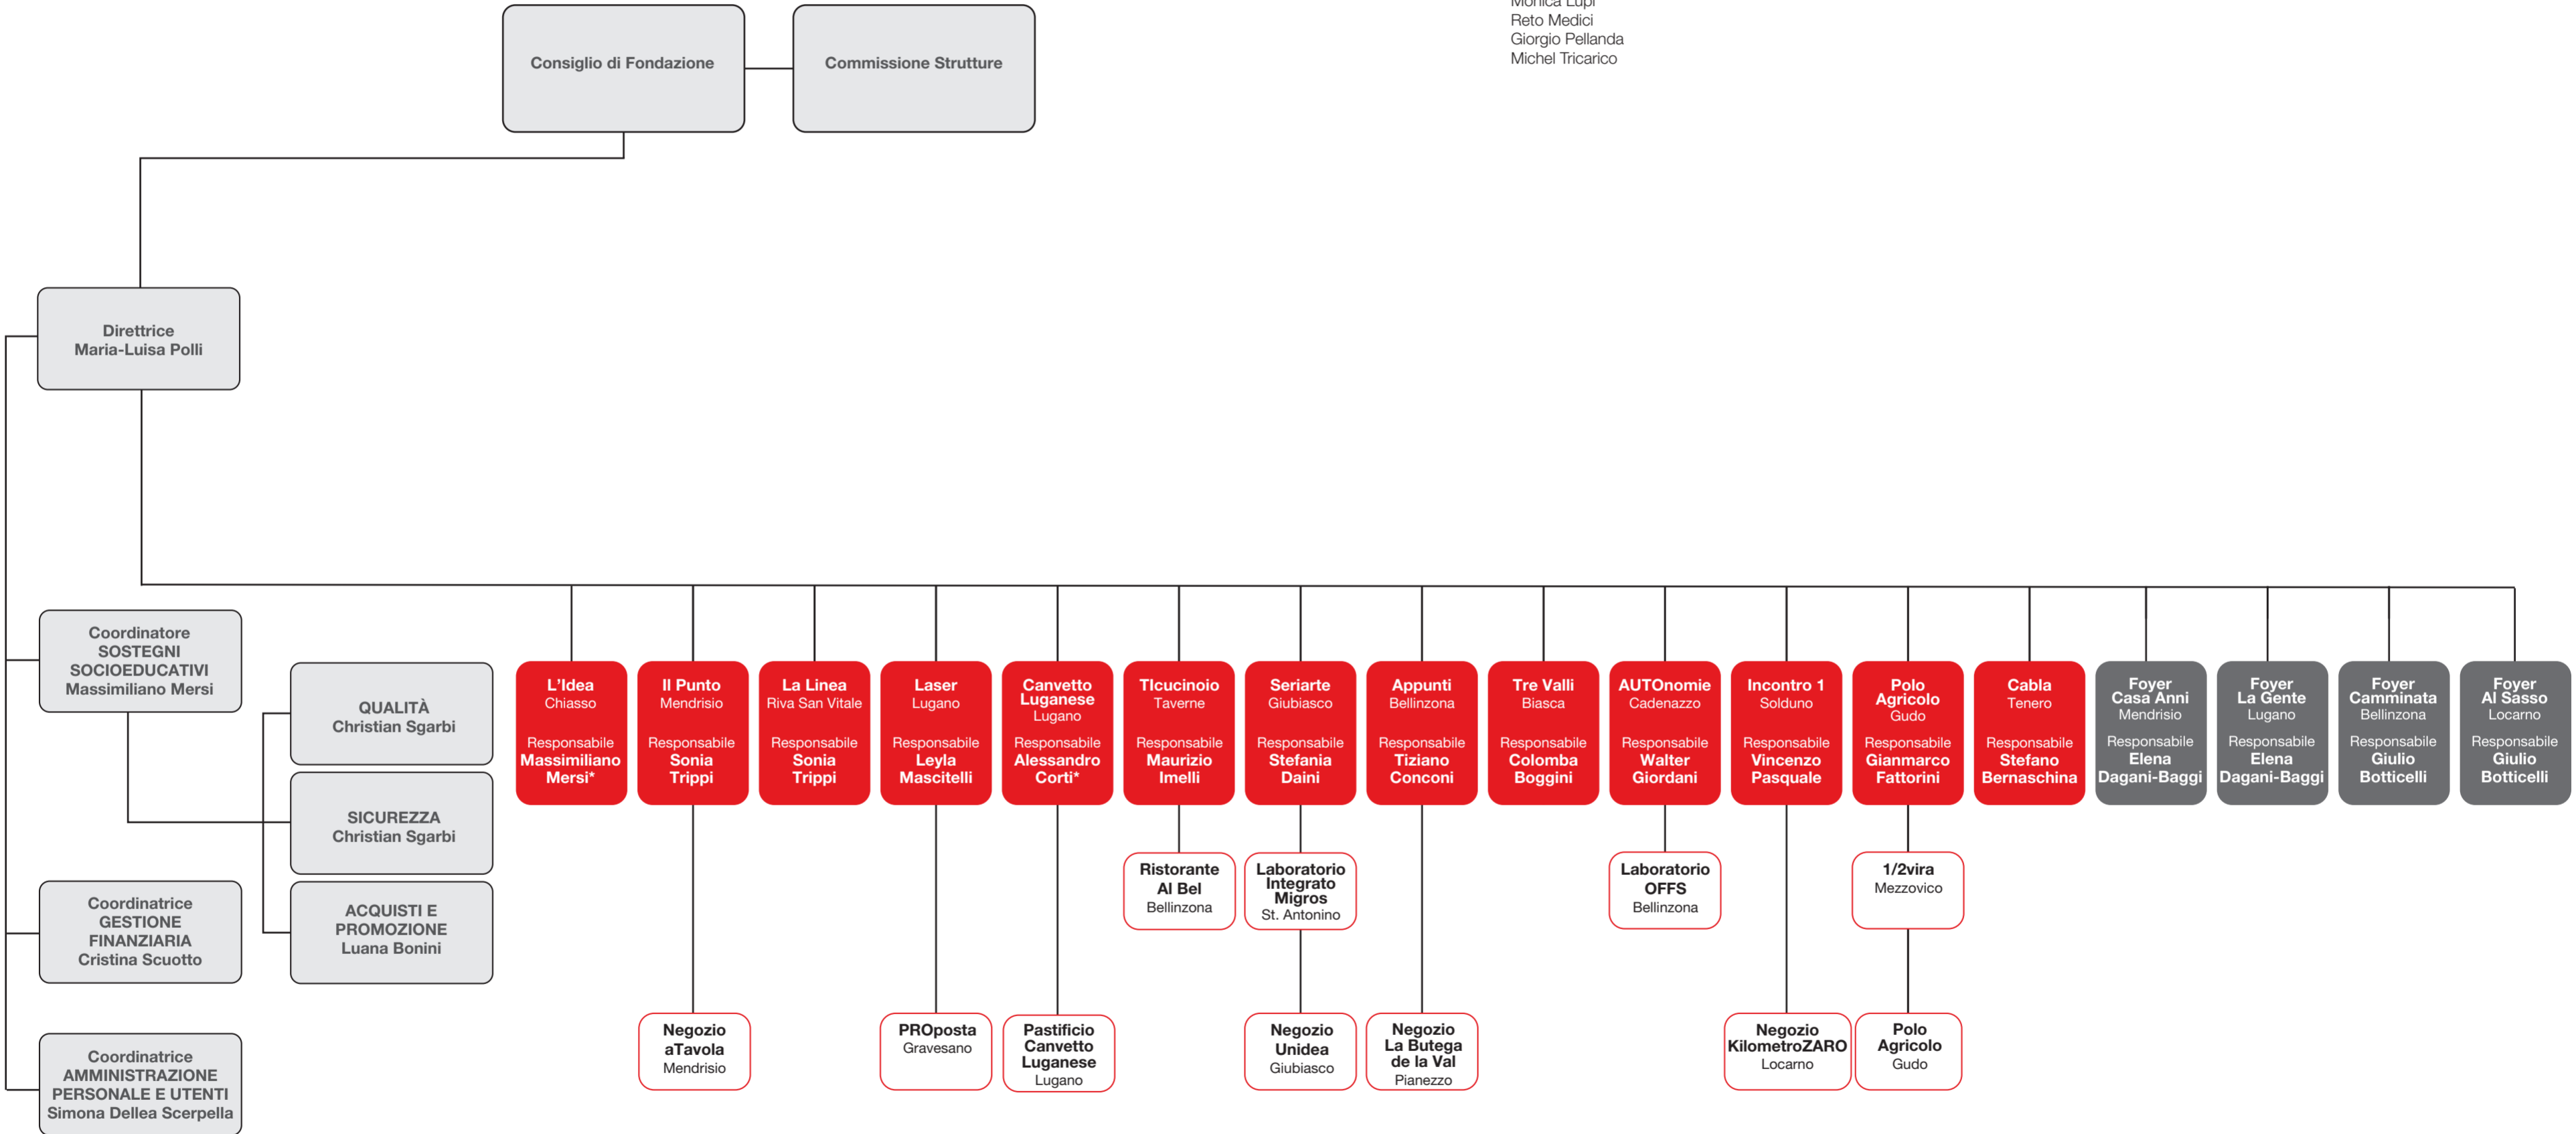 Monica Lupi
Reto Medici
Giorgio Pellanda
Michel Tricarico
Consiglio di Fondazione
Commissione Strutture
Direttrice
Maria-Luisa Polli
Coordinatore
SOSTEGNI
SOCIOEDUCATIVI
Massimiliano Mersi
QUALITÀ
Christian Sgarbi
SICUREZZA
Christian Sgarbi
ACQUISTI E
PROMOZIONE
Luana Bonini
Coordinatrice
GESTIONE
FINANZIARIA
Cristina Scuotto
Coordinatrice
AMMINISTRAZIONE
PERSONALE E UTENTI
Simona Dellea Scerpella
L'Idea
Chiasso
Responsabile
Massimiliano
Mersi*
Il Punto
Mendrisio
Responsabile
Sonia
Trippi
La Linea
Riva San Vitale
Responsabile
Sonia
Trippi
Laser
Lugano
Responsabile
Leyla
Mascitelli
Canvetto
Luganese
Lugano
Responsabile
Alessandro
Corti*
TIcucinoio
Taverne
Responsabile
Maurizio
Imelli
Seriarte
Giubiasco
Responsabile
Stefania
Daini
Appunti
Bellinzona
Responsabile
Tiziano
Conconi
Tre Valli
Biasca
Responsabile
Colomba
Boggini
AUTOnomie
Cadenazzo
Responsabile
Walter
Giordani
Incontro 1
Solduno
Responsabile
Vincenzo
Pasquale
Polo
Agricolo
Gudo
Responsabile
Gianmarco
Fattorini
Cabla
Tenero
Responsabile
Stefano
Bernaschina
Foyer
Casa Anni
Mendrisio
Responsabile
Elena
Dagani-Baggi
Foyer
La Gente
Lugano
Responsabile
Elena
Dagani-Baggi
Foyer
Camminata
Bellinzona
Responsabile
Giulio
Botticelli
Foyer
Al Sasso
Locarno
Responsabile
Giulio
Botticelli
Ristorante
Al Bel
Bellinzona
Laboratorio
Integrato
Migros
St. Antonino
Laboratorio
OFFS
Bellinzona
1/2vira
Mezzovico
Negozio
aTavola
Mendrisio
PROposta
Gravesano
Pastificio
Canvetto
Luganese
Lugano
Negozio
Unidea
Giubiasco
Negozio
La Butega
de la Val
Pianezzo
Negozio
KilometroZARO
Locarno
Polo
Agricolo
Gudo